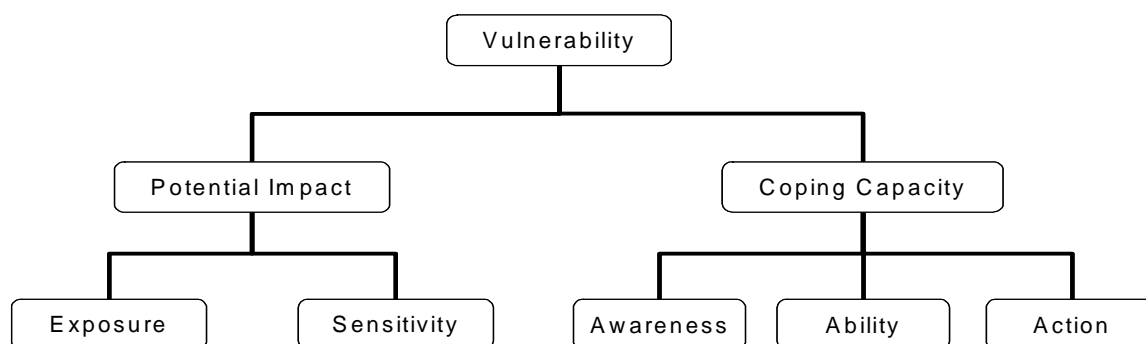 Vulnerability
Potential Impact
Coping Capacity
Exposure
Sensitivity
Awareness
Ability
Action